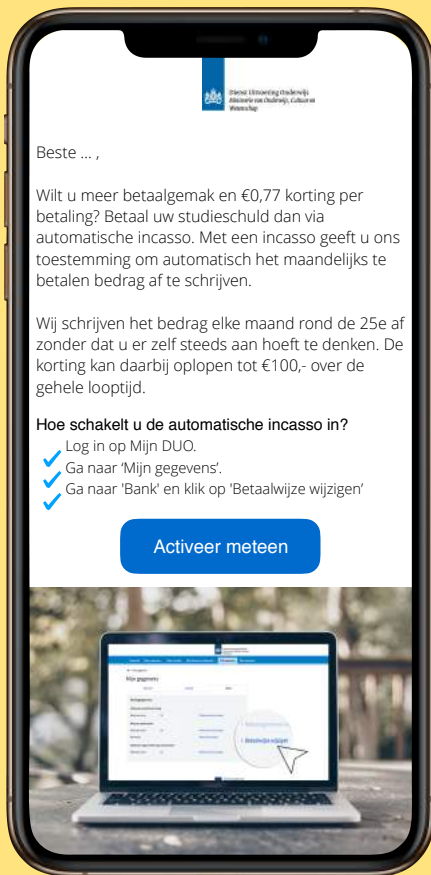 Dienst Uitvoering Onderwijs
Ministerie van Onderwijs, Cultuur en
Wetenschap
Beste ... ,
Wilt u meer betaalgemak en €0,77 korting per
betaling? Betaal uw studieschuld dan via
automatische incasso. Met een incasso geeft u ons
toestemming om automatisch het maandelijks te
betalen bedrag af te schrijven.
Wij schrijven het bedrag elke maand rond de 25e af
zonder dat u er zelf steeds aan hoeft te denken. De
korting kan daarbij oplopen tot €100,- over de
gehele looptijd.
Hoe schakelt u de automatische incasso in?
Log in op Mijn DUO.
Ga naar ‘Mijn gegevens’.
Ga naar 'Bank' en klik op 'Betaalwijze wijzigen’
Activeer meteen
Mijn gegevens
Betaalwijze wijzigen